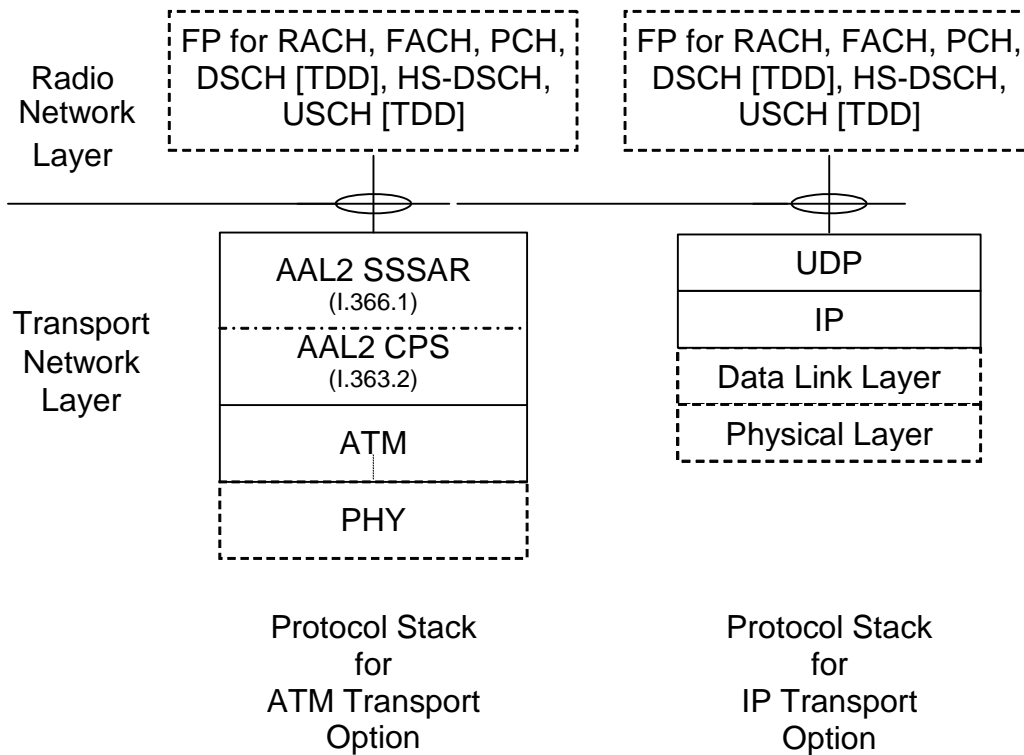 FP for RACH, FACH, PCH,
DSCH [TDD], HS-DSCH,
USCH [TDD]
FP for RACH, FACH, PCH,
DSCH [TDD], HS-DSCH,
USCH [TDD]
Radio
Network
Layer
AAL2 SSSAR
(I.366.1)
AAL2 CPS
(I.363.2)
ATM
PHY
UDP
IP
Data Link Layer
Physical Layer
Transport
Network
Layer
Protocol Stack
for
ATM Transport
Option
Protocol Stack
for
IP Transport
Option